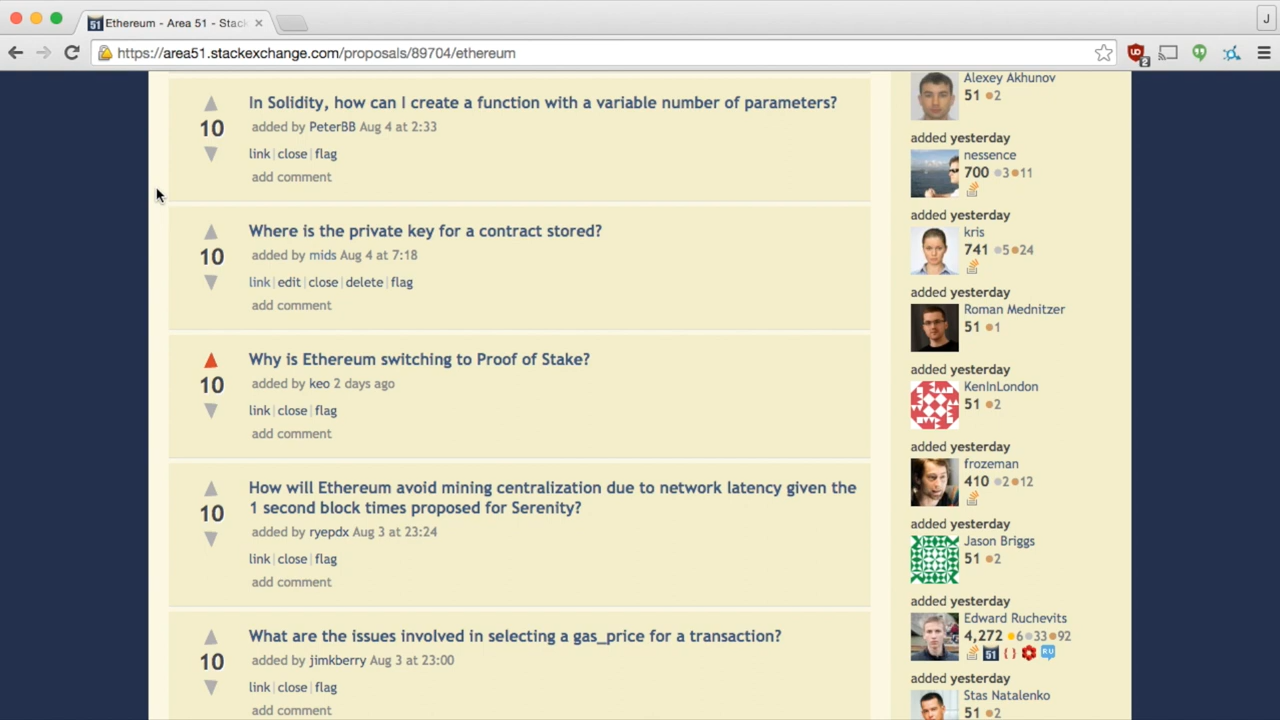 Ethereum - Area 51 - Stac
J
https://area51.stackexchange.com/proposals/89704/ethereum
2
In Solidity, how can I create a function with a variable number of parameters?
10
added by PeterBB Aug 4 at 2:33
link | close | flag
add comment
Where is the private key for a contract stored?
10
added by mids Aug 4 at 7:18
link | edit | close | delete | flag
add comment
Why is Ethereum switching to Proof of Stake?
10
added by keo 2 days ago
link | close | flag
add comment
How will Ethereum avoid mining centralization due to network latency given the
1 second block times proposed for Serenity?
10
added by ryepdx Aug 3 at 23:24
link | close | flag
add comment
What are the issues involved in selecting a gas_price for a transaction?
10
added by jimkberry Aug 3 at 23:00
link | close | flag
add comment
Alexey Akhunov
51 ●2
added yesterday
nessence
700 ●3 ●11
added yesterday
kris
741 ●5 ●24
added yesterday
Roman Mednitzer
51 ●1
added yesterday
KenInLondon
51 ●2
added yesterday
frozeman
410 ●2 ●12
added yesterday
Jason Briggs
51 ●2
added yesterday
Edward Ruchevits
4,272 ●6 ●33 ●92
51 {} RU
added yesterday
Stas Natalenko
51 ●2